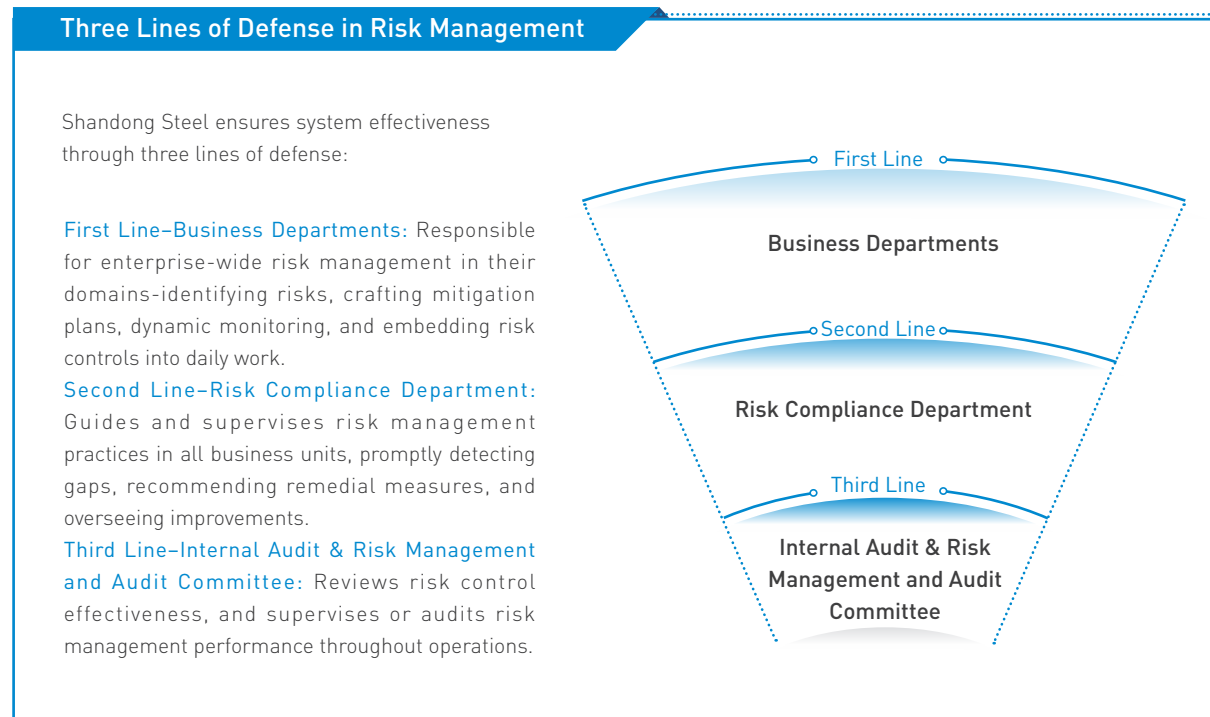 Three Lines of Defense in Risk Management
Shandong Steel ensures system effectiveness
through three lines of defense:
First Line–Business Departments: Responsible
for enterprise-wide risk management in their
domains-identifying risks, crafting mitigation
plans, dynamic monitoring, and embedding risk
controls into daily work.
Second Line–Risk Compliance Department:
Guides and supervises risk management
practices in all business units, promptly detecting
gaps, recommending remedial measures, and
overseeing improvements.
Third Line–Internal Audit & Risk Management
and Audit Committee: Reviews risk control
effectiveness, and supervises or audits risk
management performance throughout operations.
First Line
Business Departments
Second Line
Risk Compliance Department
Third Line
Internal Audit & Risk
Management and Audit
Committee